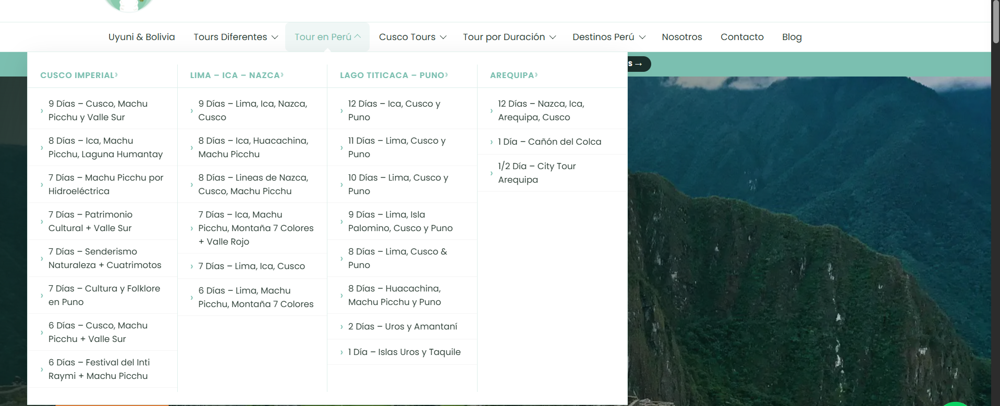 Uyuni & Bolivia
Tours Diferentes
Tour en Perú
Cusco Tours
Tour por Duración
Destinos Perú
Nosotros
Contacto
Blog
CUSCO IMPERIAL›
9 Días – Cusco, Machu
Picchu y Valle Sur
8 Días – Ica, Machu
Picchu, Laguna Humantay
7 Días – Machu Picchu por
Hidroeléctrica
7 Días – Patrimonio
Cultural + Valle Sur
7 Días – Senderismo
Naturaleza + Cuatrimotos
7 Días – Cultura y Folklore
en Puno
6 Días – Cusco, Machu
Picchu + Valle Sur
6 Días – Festival del Inti
Raymi + Machu Picchu
LIMA – ICA – NAZCA›
9 Días – Lima, Ica, Nazca,
Cusco
8 Días – Ica, Huacachina,
Machu Picchu
8 Días – Lineas de Nazca,
Cusco, Machu Picchu
7 Días – Ica, Machu
Picchu, Montaña 7 Colores
+ Valle Rojo
7 Días – Lima, Ica, Cusco
6 Días – Lima, Machu
Picchu, Montaña 7 Colores
LAGO TITICACA – PUNO›
12 Días – Ica, Cusco y
Puno
11 Días – Lima, Cusco y
Puno
10 Días – Lima, Cusco y
Puno
9 Días – Lima, Isla
Palomino, Cusco y Puno
8 Días – Lima, Cusco &
Puno
8 Días – Huacachina,
Machu Picchu y Puno
2 Días – Uros y Amantaní
1 Día – Islas Uros y Taquile
AREQUIPA›
12 Días – Nazca, Ica,
Arequipa, Cusco
1 Día – Cañón del Colca
1/2 Día – City Tour
Arequipa
s →